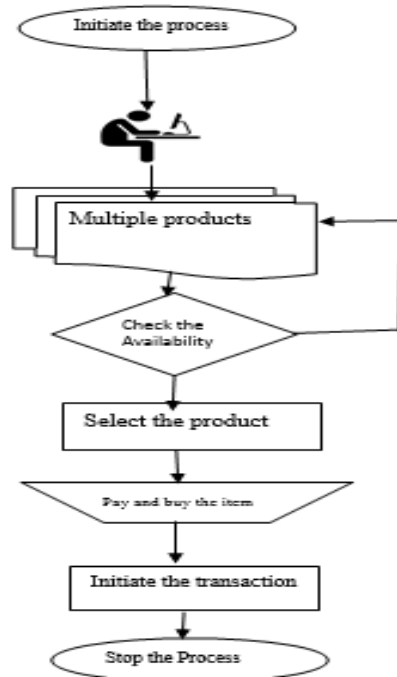 Initiate the process
Multiple products
Check the
Availability
Select the product
Pay and buy the item
Initiate the transaction
Stop the Process